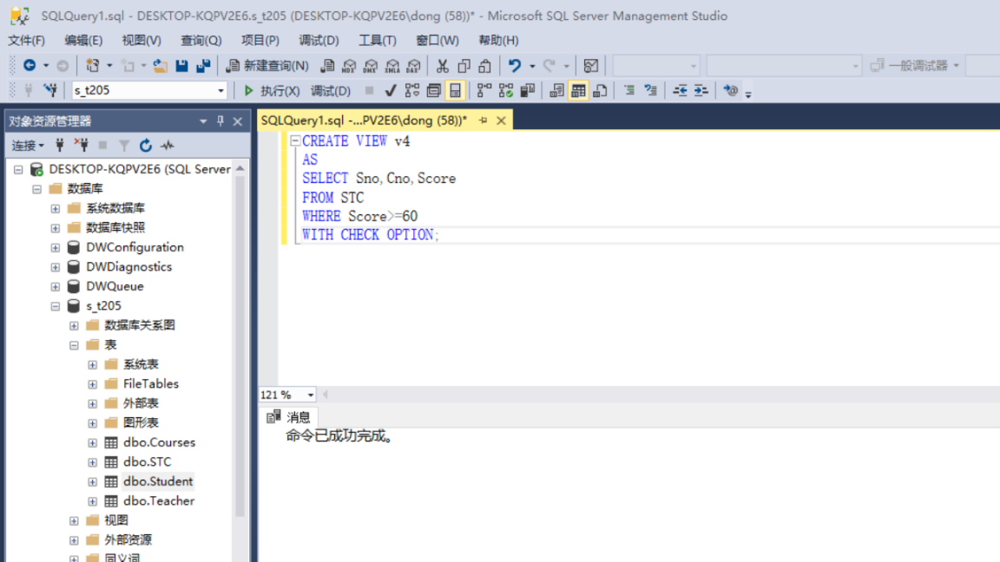 SQLQuery1.sql - DESKTOP-KQPV2E6.s_t205 (DESKTOP-KQPV2E6\dong (58))* - Microsoft SQL Server Management Studio
文件(F) 编辑(E) 视图(V) 查询(Q) 项目(P) 调试(D) 工具(T) 窗口(W) 帮助(H)
新建查询(N) MDX DMX XMLA DAX 一般调试器
s_t205 执行(X) 调试(D)
对象资源管理器
连接
DESKTOP-KQPV2E6 (SQL Server
数据库
系统数据库
数据库快照
DWConfiguration
DWDiagnostics
DWQueue
s_t205
数据库关系图
表
系统表
FileTables
外部表
图形表
dbo.Courses
dbo.STC
dbo.Student
dbo.Teacher
视图
外部资源
同义词
SQLQuery1.sql -...PV2E6\dong (58))*
CREATE VIEW v4
AS
SELECT Sno,Cno,Score
FROM STC
WHERE Score>=60
WITH CHECK OPTION;
121 %
消息
命令已成功完成。